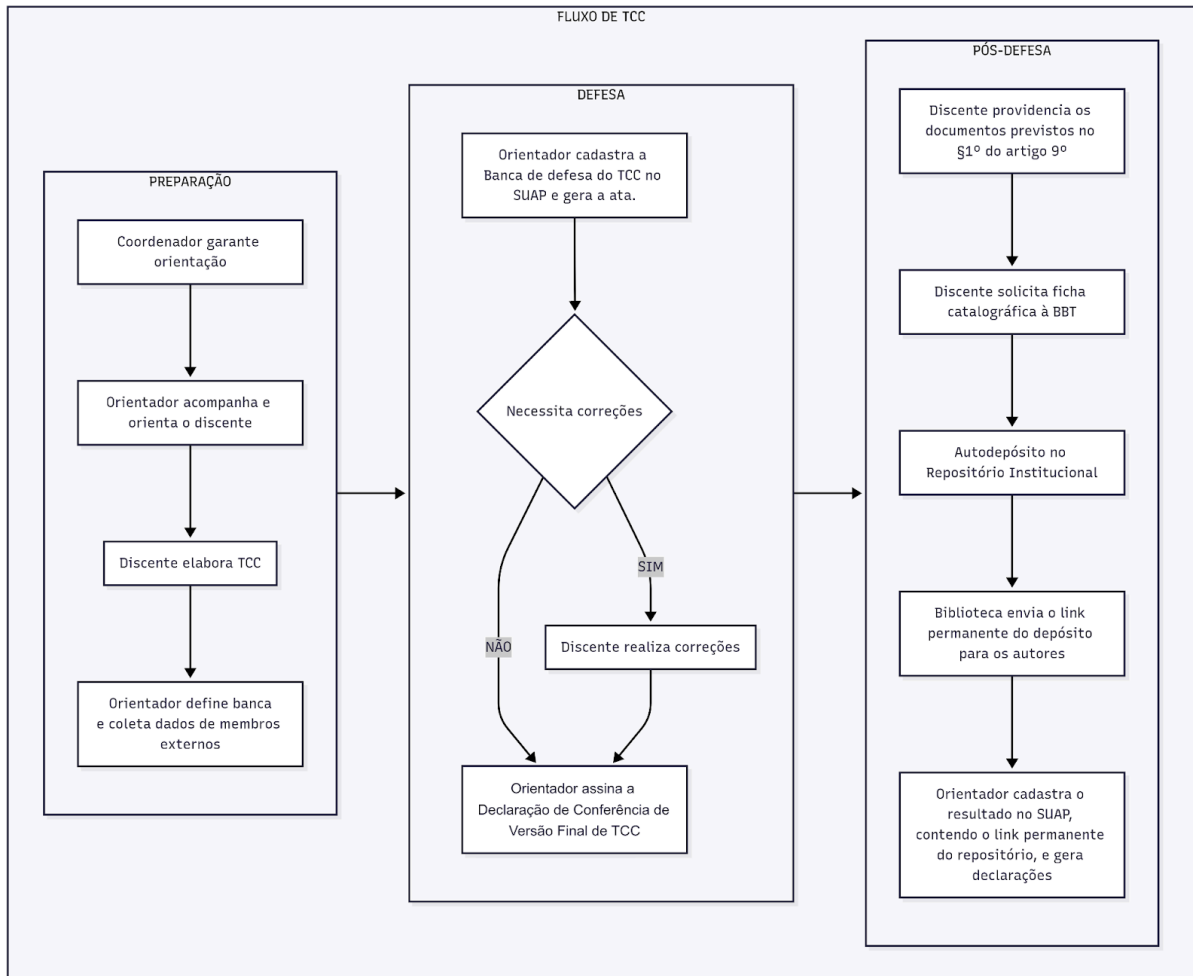 FLUXO DE TCC
PREPARAÇÃO
Coordenador garante
orientação
Orientador acompanha e
orienta o discente
Discente elabora TCC
Orientador define banca
e coleta dados de membros
externos
DEFESA
Orientador cadastra a
Banca de defesa do TCC no
SUAP e gera a ata.
Necessita correções
SIM
NÃO
Discente realiza correções
Orientador assina a
Declaração de Conferência de
Versão Final de TCC
PÓS-DEFESA
Discente providencia os
documentos previstos no
§1º do artigo 9º
Discente solicita ficha
catalográfica à BBT
Autodepósito no
Repositório Institucional
Biblioteca envia o link
permanente do depósito
para os autores
Orientador cadastra o
resultado no SUAP,
contendo o link permanente
do repositório, e gera
declarações